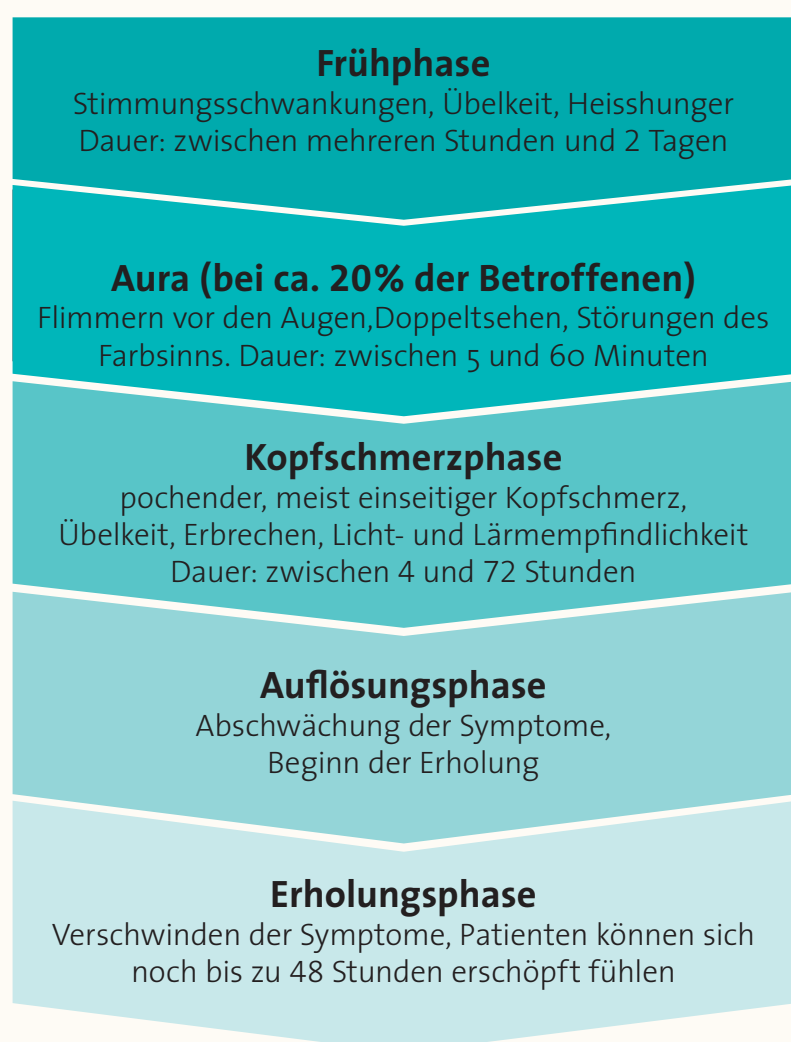 Frühphase
Stimmungsschwankungen, Übelkeit, Heisshunger
Dauer: zwischen mehreren Stunden und 2 Tagen
Aura (bei ca. 20% der Betroffenen)
Flimmern vor den Augen,Doppeltsehen, Störungen des
Farbsinns. Dauer: zwischen 5 und 60 Minuten
Kopfschmerzphase
pochender, meist einseitiger Kopfschmerz,
Übelkeit, Erbrechen, Licht- und Lärmempfindlichkeit
Dauer: zwischen 4 und 72 Stunden
Auflösungsphase
Abschwächung der Symptome,
Beginn der Erholung
Erholungsphase
Verschwinden der Symptome, Patienten können sich
noch bis zu 48 Stunden erschöpft fühlen